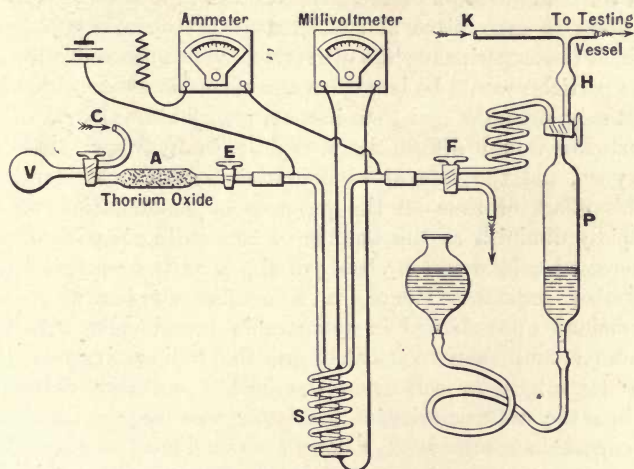 Ammeter
Millivoltmeter
K
To Testing
Vessel
H
C
V
A
E
F
Thorium Oxide
P
S